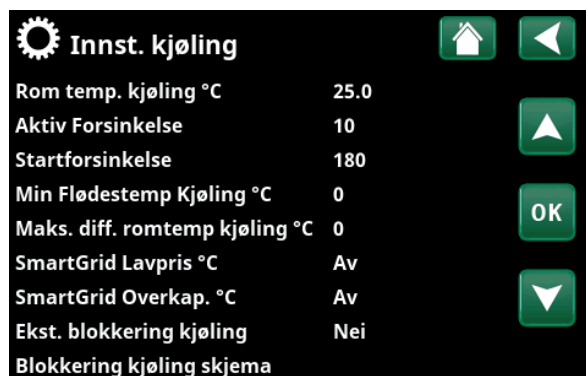 Innst. kjøling
Rom temp. kjøling °C 25.0
Aktiv Forsinkelse 10
Startforsinkelse 180
Min Flødestemp Kjøling °C 0
Maks. diff. romtemp kjøling °C 0
OK
SmartGrid Lavpris °C Av
SmartGrid Overkap. °C Av
Ekst. blokkering kjøling Nei
Blokkering kjøling skjema